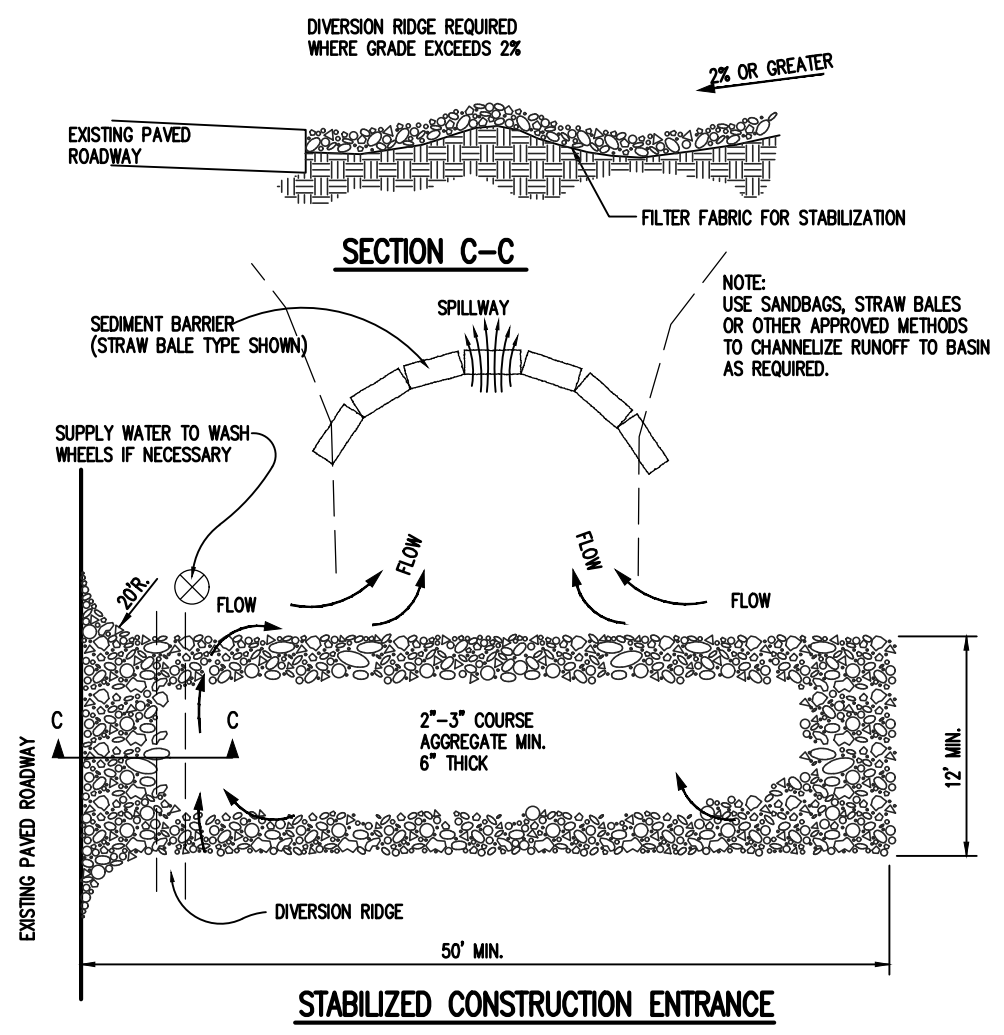 DIVERSION RIDGE REQUIRED
WHERE GRADE EXCEEDS 2%
2% OR GREATER
EXISTING PAVED
ROADWAY
FILTER FABRIC FOR STABILIZATION
SECTION C-C
NOTE:
USE SANDBAGS, STRAW BALES
OR OTHER APPROVED METHODS
TO CHANNELIZE RUNOFF TO BASIN
AS REQUIRED.
SPILLWAY
SEDIMENT BARRIER
(STRAW BALE TYPE SHOWN)
SUPPLY WATER TO WASH
WHEELS IF NECESSARY
FLOW
FLOW
20'R.
FLOW
FLOW
C
C
2"-3" COURSE
AGGREGATE MIN.
6" THICK
12' MIN.
EXISTING PAVED ROADWAY
DIVERSION RIDGE
50' MIN.
STABILIZED CONSTRUCTION ENTRANCE